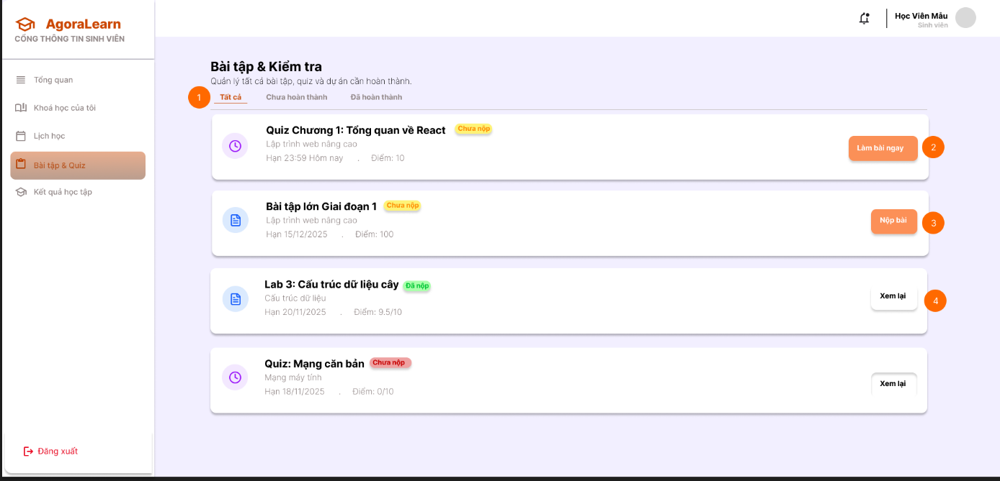 AgoraLearn
CỔNG THÔNG TIN SINH VIÊN
Tổng quan
Khoá học của tôi
Lịch học
Bài tập & Quiz
Kết quả học tập
Đăng xuất
Học Viên Mẫu
Sinh viên
Bài tập & Kiểm tra
Quản lý tất cả bài tập, quiz và dự án cần hoàn thành.
1 Tất cả Chưa hoàn thành Đã hoàn thành
Quiz Chương 1: Tổng quan về React Chưa nộp
Lập trình web nâng cao
Hạn 23:59 Hôm nay . Điểm: 10
Làm bài ngay 2
Bài tập lớn Giai đoạn 1 Chưa nộp
Lập trình web nâng cao
Hạn 15/12/2025 . Điểm: 100
Nộp bài 3
Lab 3: Cấu trúc dữ liệu cây Đã nộp
Cấu trúc dữ liệu
Hạn 20/11/2025 . Điểm: 9.5/10
Xem lại 4
Quiz: Mạng căn bản Chưa nộp
Mạng máy tính
Hạn 18/11/2025 . Điểm: 0/10
Xem lại